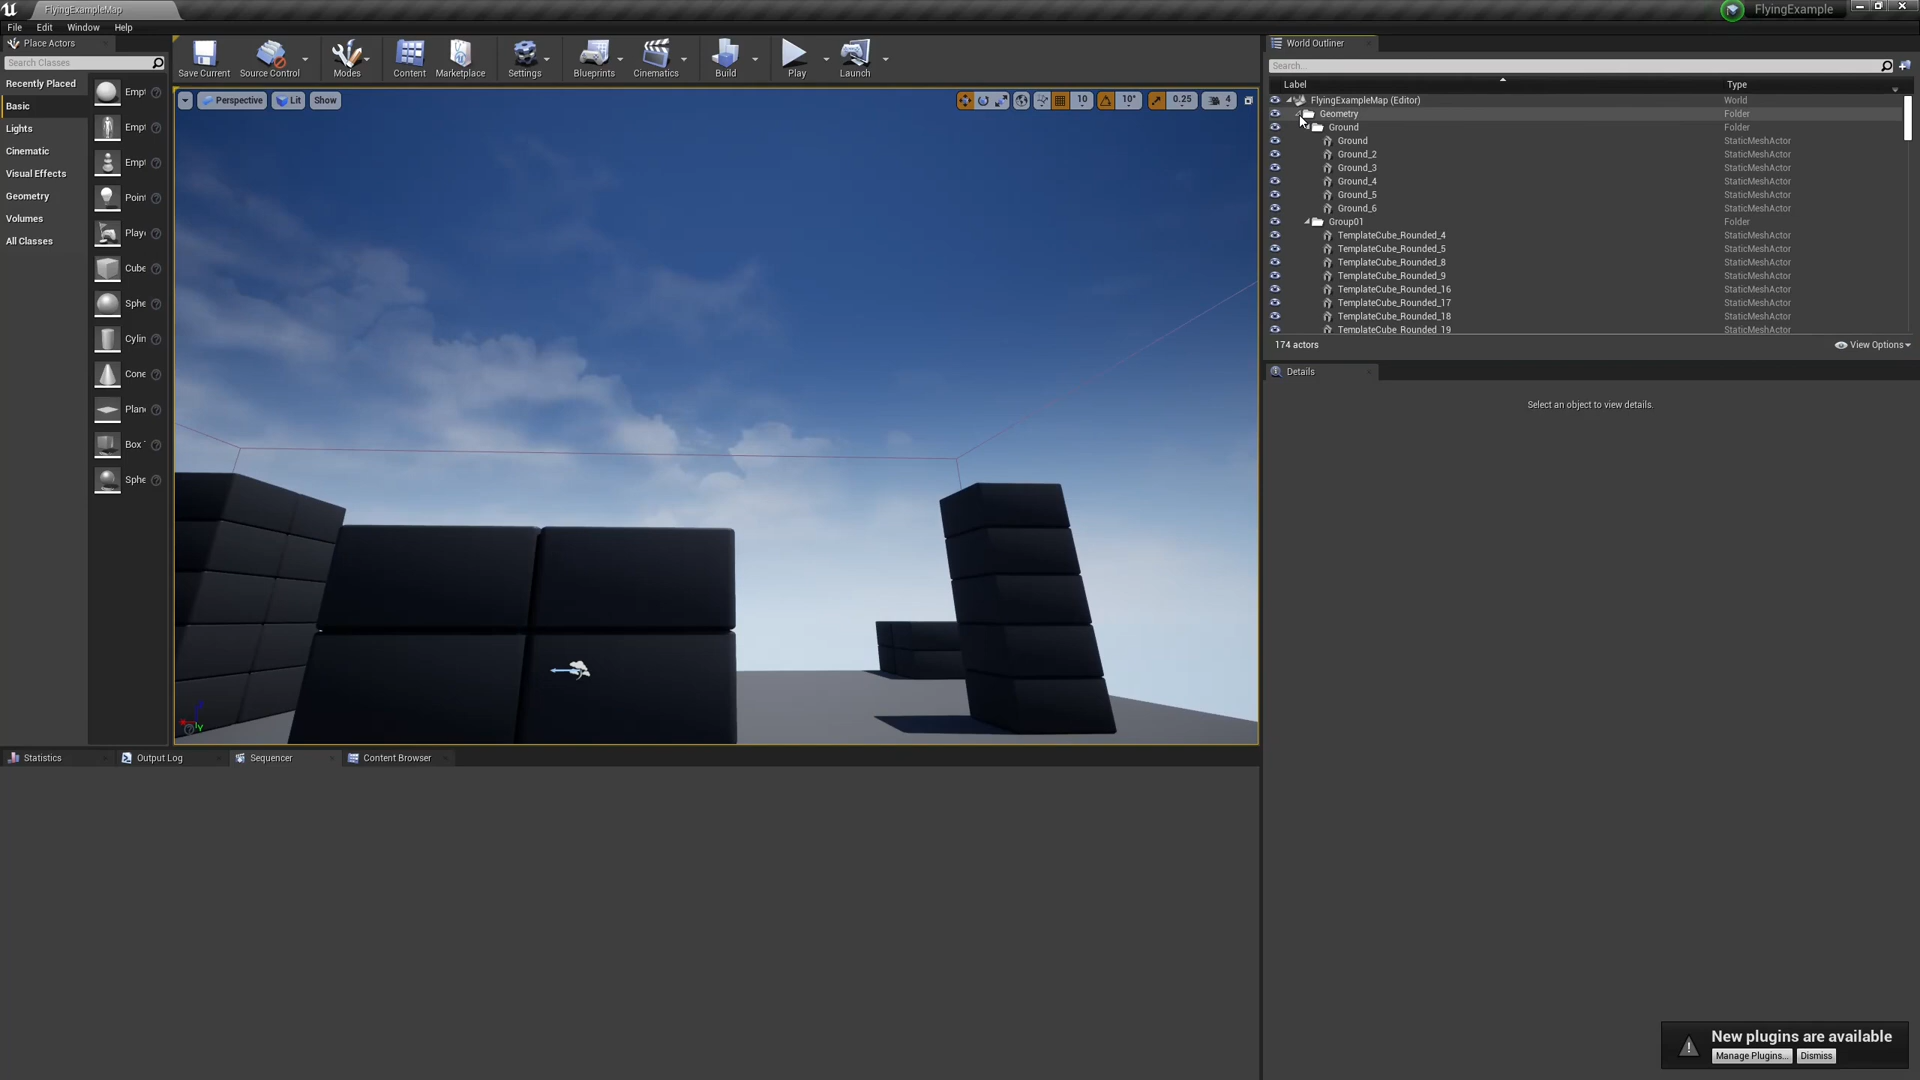 FlyingExampleMap
FlyingExample
File Edit Window Help
Place Actors
Search Classes
Recently Placed
Basic
Lights
Cinematic
Visual Effects
Geometry
Volumes
All Classes
Empt
Empt
Empt
Point
Playe
Cube
Sphe
Cylin
Cone
Plane
Box T
Sphe
Save Current
Source Control
Modes
Content
Marketplace
Settings
Blueprints
Cinematics
Build
Play
Launch
Perspective Lit Show
10 10° 0.25 4
World Outliner
Search...
Label Type
FlyingExampleMap (Editor) World
Geometry Folder
Ground Folder
Ground StaticMeshActor
Ground_2 StaticMeshActor
Ground_3 StaticMeshActor
Ground_4 StaticMeshActor
Ground_5 StaticMeshActor
Ground_6 StaticMeshActor
Group01 Folder
TemplateCube_Rounded_4 StaticMeshActor
TemplateCube_Rounded_5 StaticMeshActor
TemplateCube_Rounded_8 StaticMeshActor
TemplateCube_Rounded_9 StaticMeshActor
TemplateCube_Rounded_16 StaticMeshActor
TemplateCube_Rounded_17 StaticMeshActor
TemplateCube_Rounded_18 StaticMeshActor
TemplateCube_Rounded_19 StaticMeshActor
174 actors View Options
Details
Select an object to view details.
Statistics Output Log Sequencer Content Browser
New plugins are available
Manage Plugins... Dismiss